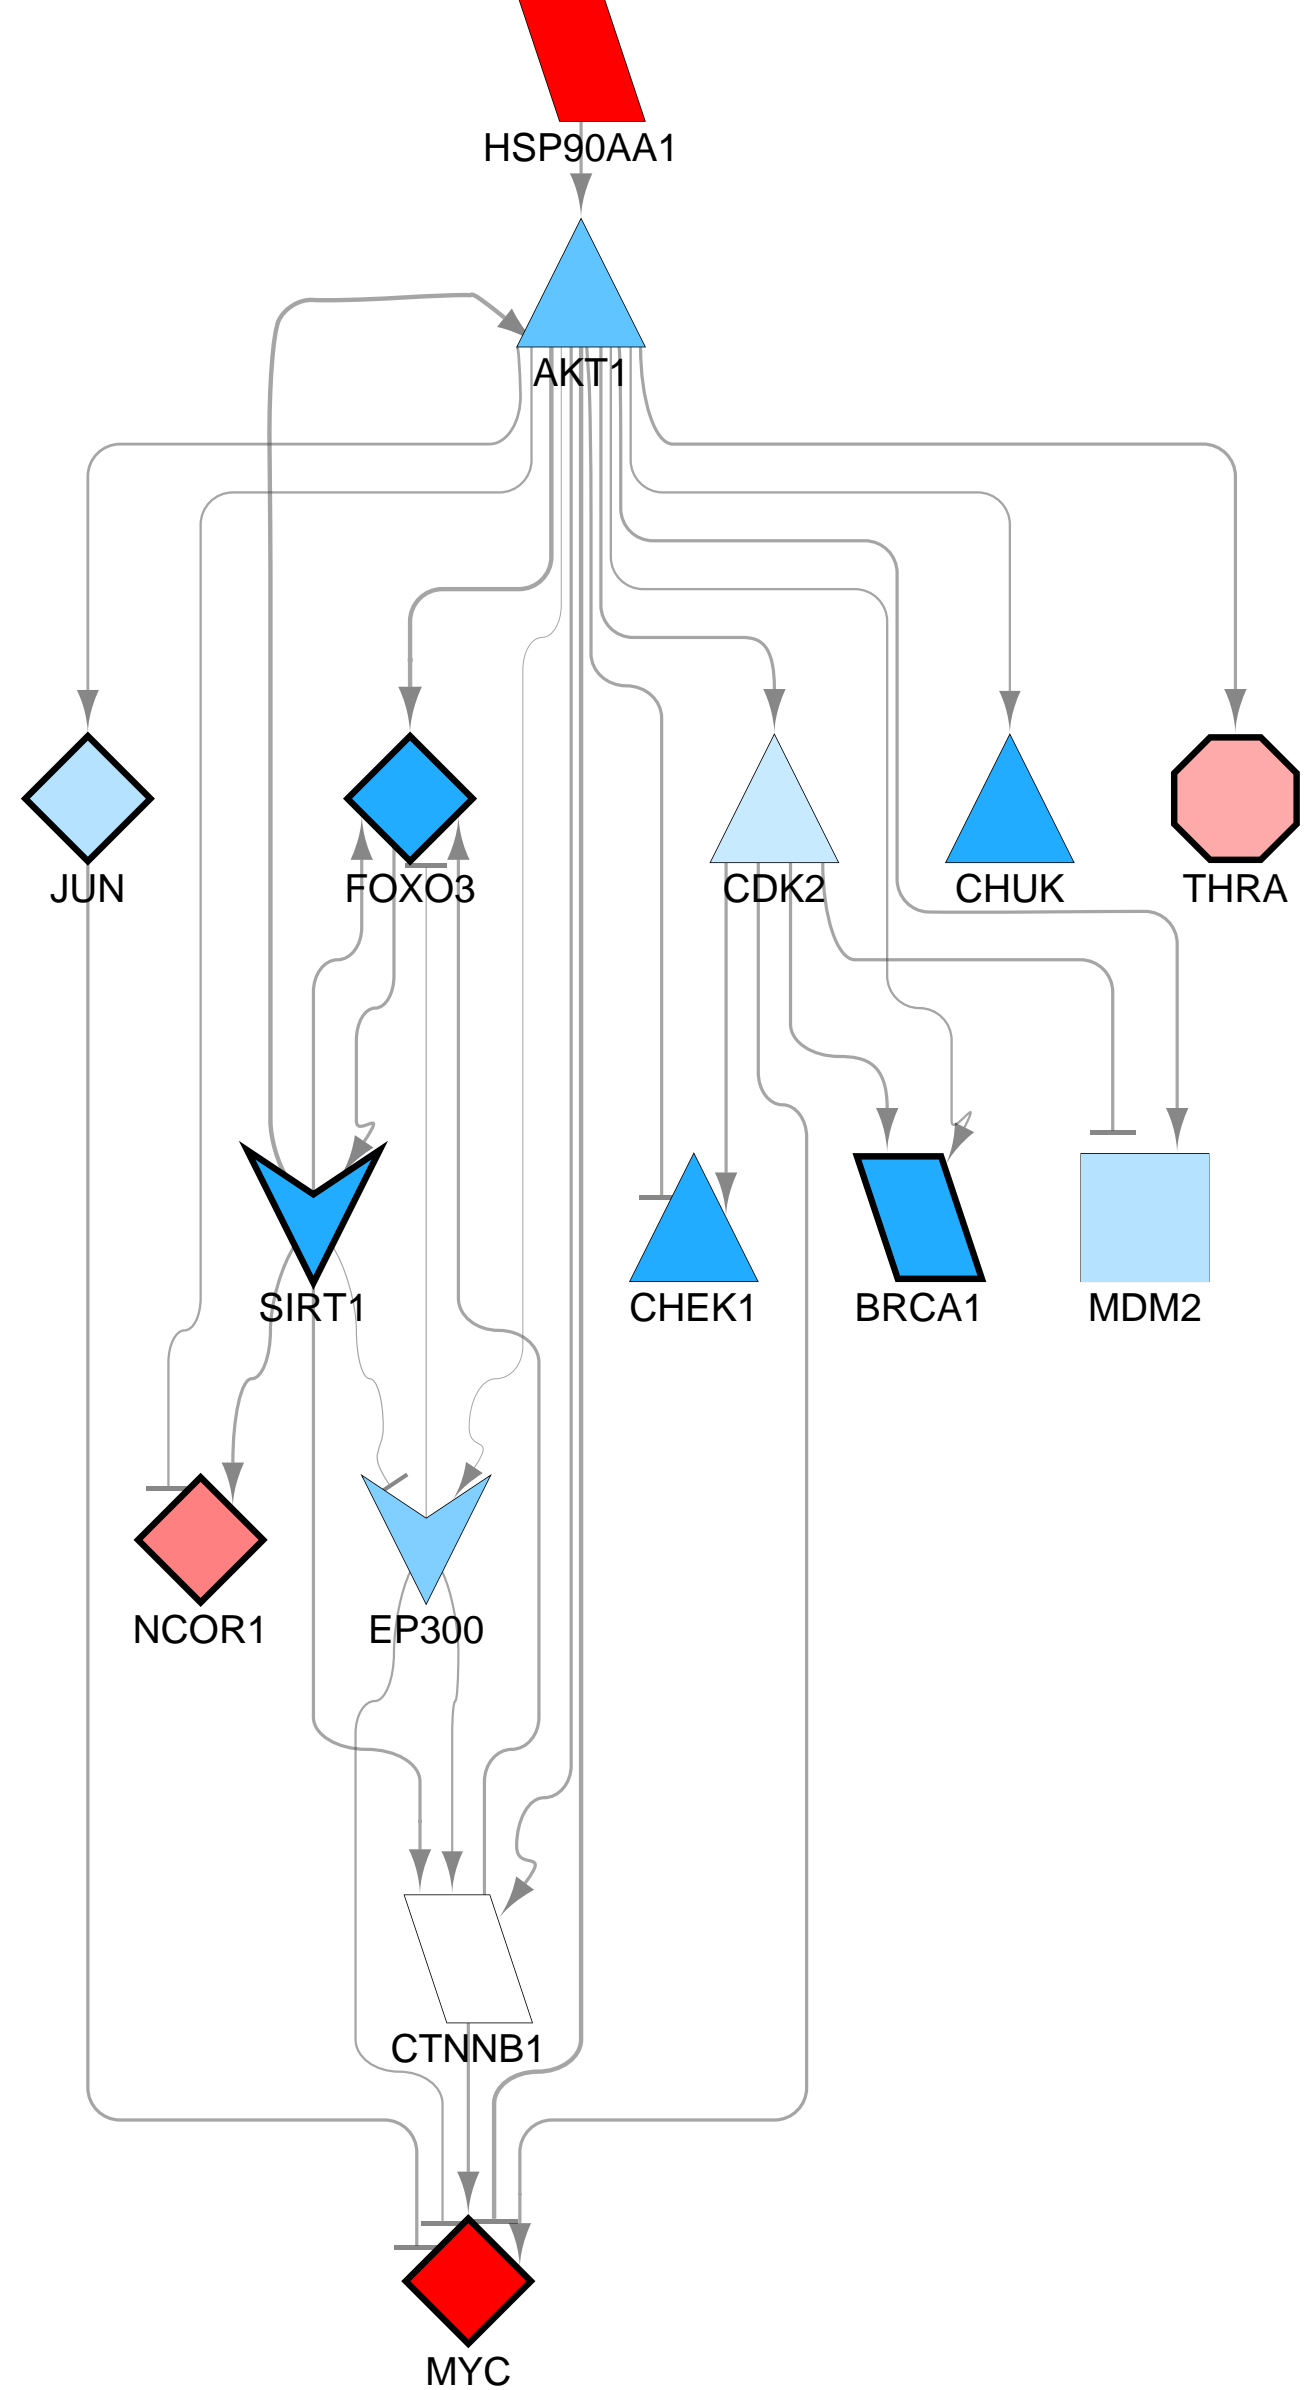 HSP90AA1
AKT1
JUN
FOXO3
CDK2
CHUK
THRA
SIRT1
CHEK1
BRCA1
MDM2
NCOR1
EP300
CTNNB1
MYC